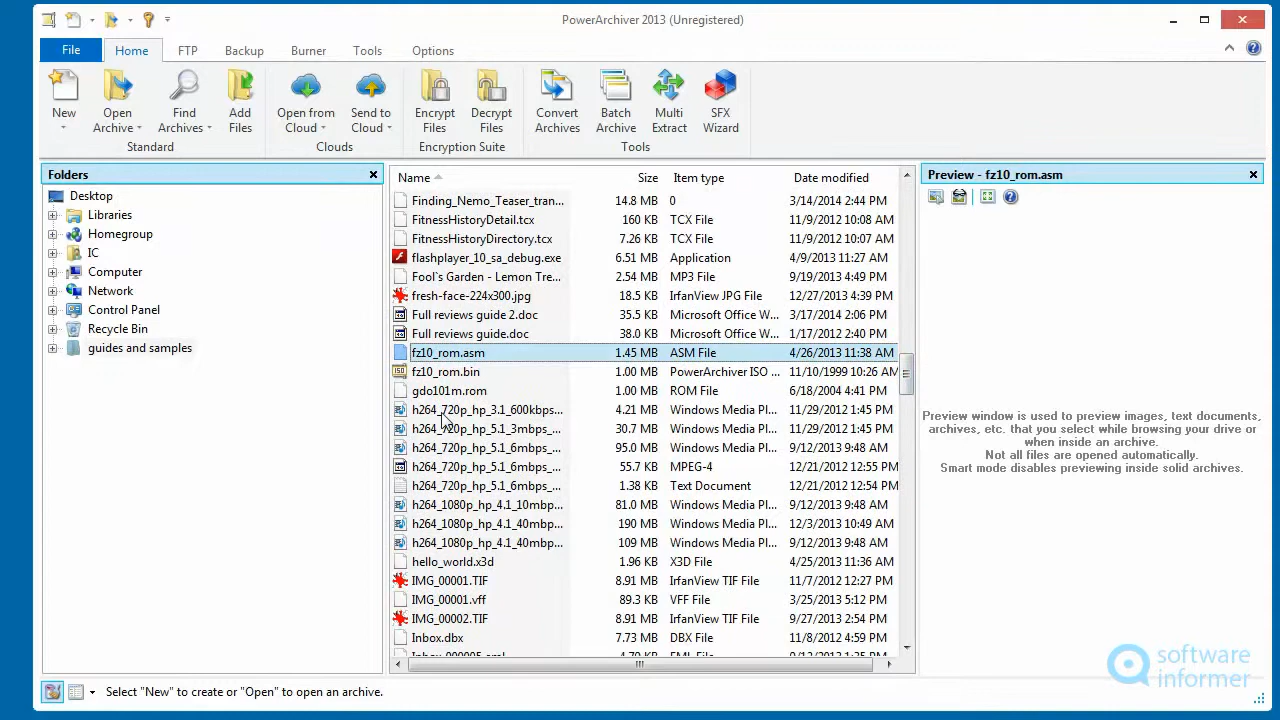 PowerArchiver 2013 (Unregistered)
File Home FTP Backup Burner Tools Options
New
Open Archive
Find Archives
Add Files
Open from Cloud
Send to Cloud
Encrypt Files
Decrypt Files
Convert Archives
Batch Archive
Multi Extract
SFX Wizard
Standard Clouds Encryption Suite Tools
Folders
Desktop
Libraries
Homegroup
IC
Computer
Network
Control Panel
Recycle Bin
guides and samples
Name Size Item type Date modified
Finding_Nemo_Teaser_tran... 14.8 MB 0 3/14/2014 2:44 PM
FitnessHistoryDetail.tcx 160 KB TCX File 11/9/2012 10:08 AM
FitnessHistoryDirectory.tcx 7.26 KB TCX File 11/9/2012 10:07 AM
flashplayer_10_sa_debug.exe 6.51 MB Application 4/9/2013 11:27 AM
Fool`s Garden - Lemon Tre... 2.54 MB MP3 File 9/19/2013 4:49 PM
fresh-face-224x300.jpg 18.5 KB IrfanView JPG File 12/27/2013 4:39 PM
Full reviews guide 2.doc 35.5 KB Microsoft Office W... 3/17/2014 2:06 PM
Full reviews guide.doc 38.0 KB Microsoft Office W... 1/17/2012 2:40 PM
fz10_rom.asm 1.45 MB ASM File 4/26/2013 11:38 AM
fz10_rom.bin 1.00 MB PowerArchiver ISO ... 11/10/1999 10:26 AM
gdo101m.rom 1.00 MB ROM File 6/18/2004 4:41 PM
h264_720p_hp_3.1_600kbps... 4.21 MB Windows Media Pl... 11/29/2012 1:45 PM
h264_720p_hp_5.1_3mbps_... 30.7 MB Windows Media Pl... 11/29/2012 1:45 PM
h264_720p_hp_5.1_6mbps_... 95.0 MB Windows Media Pl... 9/12/2013 9:48 AM
h264_720p_hp_5.1_6mbps_... 55.7 KB MPEG-4 12/21/2012 12:55 PM
h264_720p_hp_5.1_6mbps_... 1.38 KB Text Document 12/21/2012 12:54 PM
h264_1080p_hp_4.1_10mbp... 81.0 MB Windows Media Pl... 9/12/2013 9:48 AM
h264_1080p_hp_4.1_40mbp... 190 MB Windows Media Pl... 12/3/2013 10:49 AM
h264_1080p_hp_4.1_40mbp... 109 MB Windows Media Pl... 9/12/2013 9:48 AM
hello_world.x3d 1.96 KB X3D File 4/25/2013 11:36 AM
IMG_00001.TIF 8.91 MB IrfanView TIF File 11/7/2012 12:27 PM
IMG_00001.vff 89.3 KB VFF File 3/25/2013 5:12 PM
IMG_00002.TIF 8.91 MB IrfanView TIF File 9/27/2013 2:54 PM
Inbox.dbx 7.73 MB DBX File 11/8/2012 4:59 PM
Preview - fz10_rom.asm
Preview window is used to preview images, text documents,
archives, etc. that you select while browsing your drive or
when inside an archive.
Not all files are opened automatically.
Smart mode disables previewing inside solid archives.
software
informer
Select "New" to create or "Open" to open an archive.